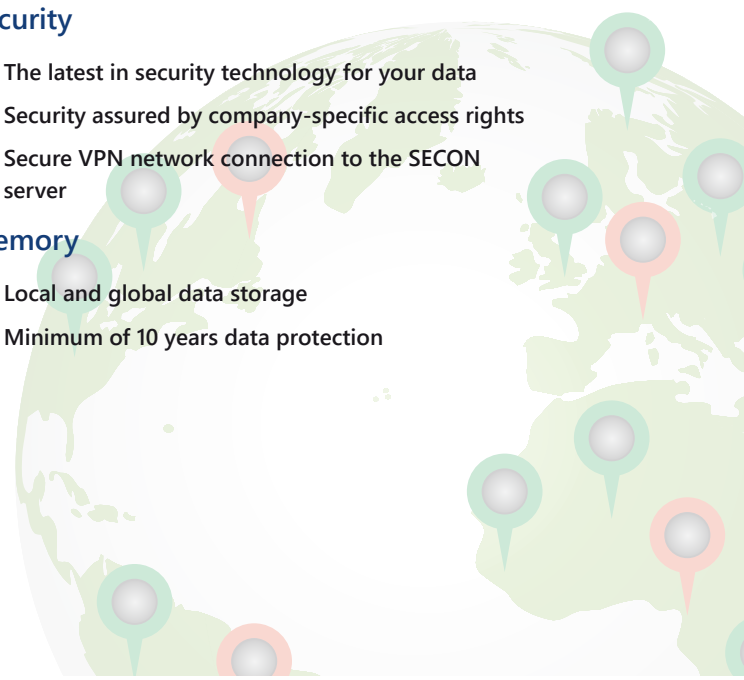 curity
The latest in security technology for your data
Security assured by company-specific access rights
Secure VPN network connection to the SECON
server
emory
Local and global data storage
Minimum of 10 years data protection